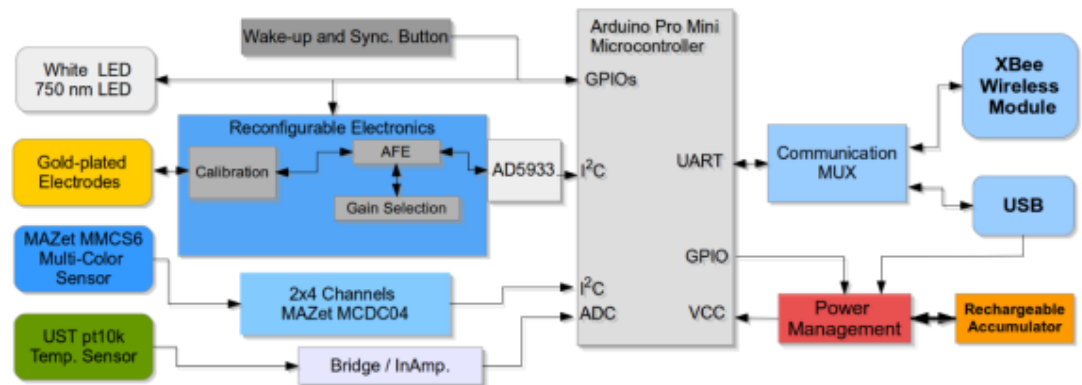 Wake-up and Sync. Button
Arduino Pro Mini
Microcontroller
White LED
750 nm LED
GPIOs
XBee
Wireless
Module
Reconfigurable Electronics
Gold-plated
Electrodes
Calibration
AFE
Gain Selection
AD5933
I²C
UART
Communication
MUX
USB
MAZet MMCS6
Multi-Color
Sensor
2x4 Channels
MAZet MCDC04
I²C
ADC
GPIO
VCC
Power
Management
Rechargeable
Accumulator
UST pt10k
Temp. Sensor
Bridge / InAmp.